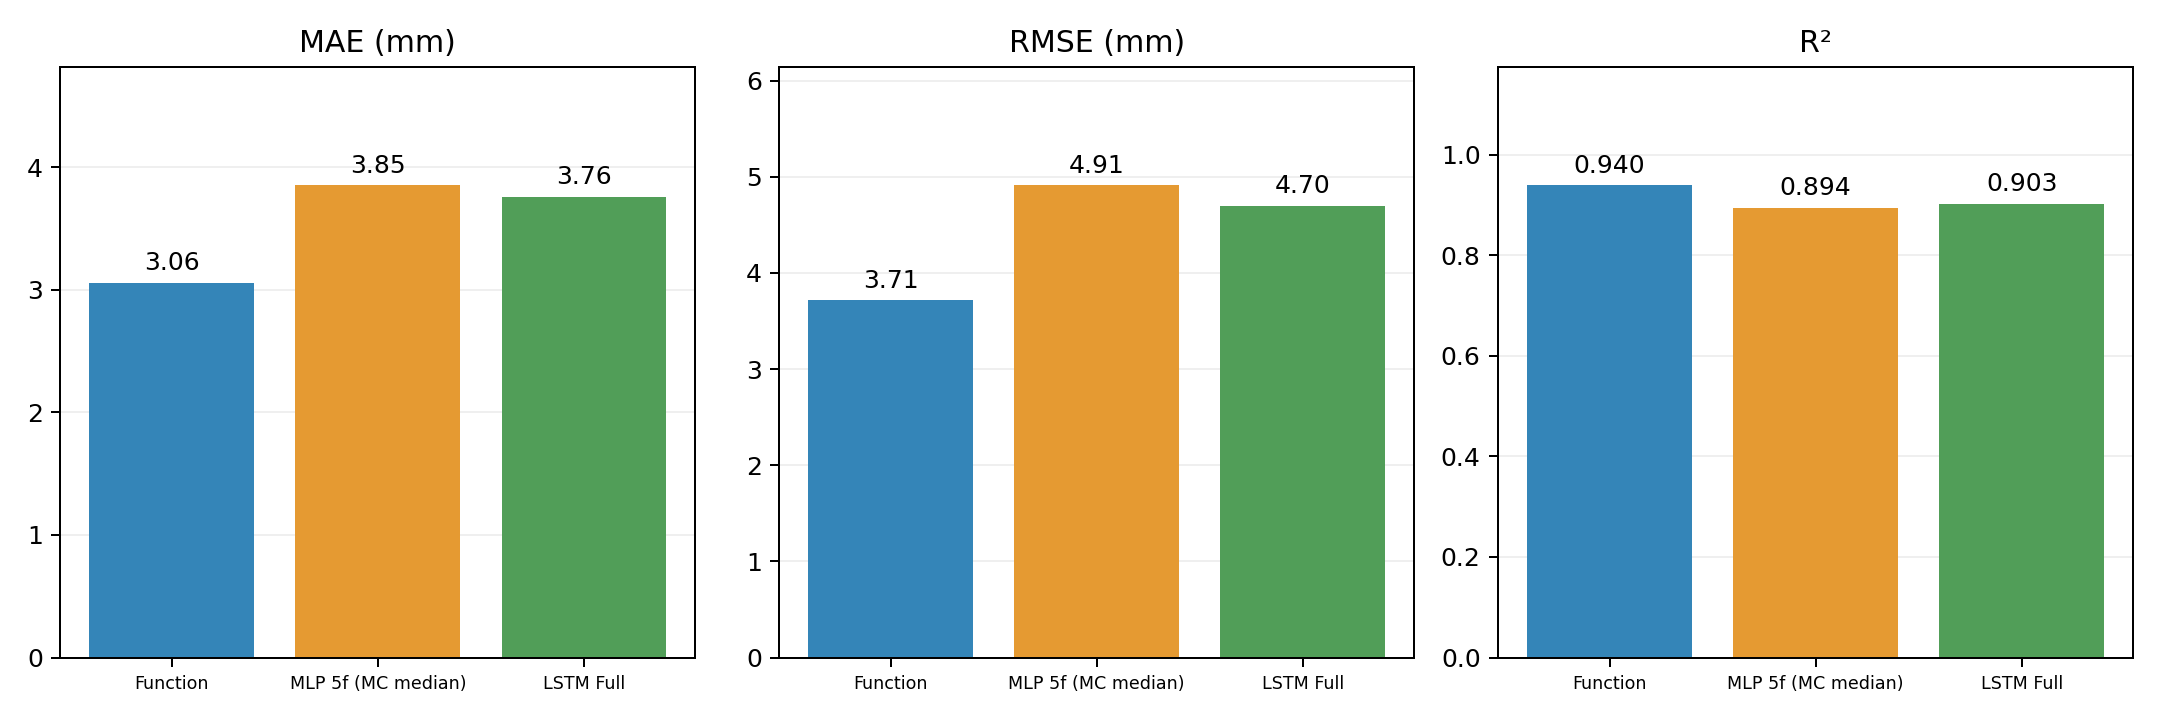 MAE (mm)
4
3
2
1
0
3.06
3.85
3.76
Function
MLP 5f (MC median)
LSTM Full
RMSE (mm)
6
5
4
3
2
1
0
3.71
4.91
4.70
Function
MLP 5f (MC median)
LSTM Full
R²
1.0
0.8
0.6
0.4
0.2
0.0
0.940
0.894
0.903
Function
MLP 5f (MC median)
LSTM Full